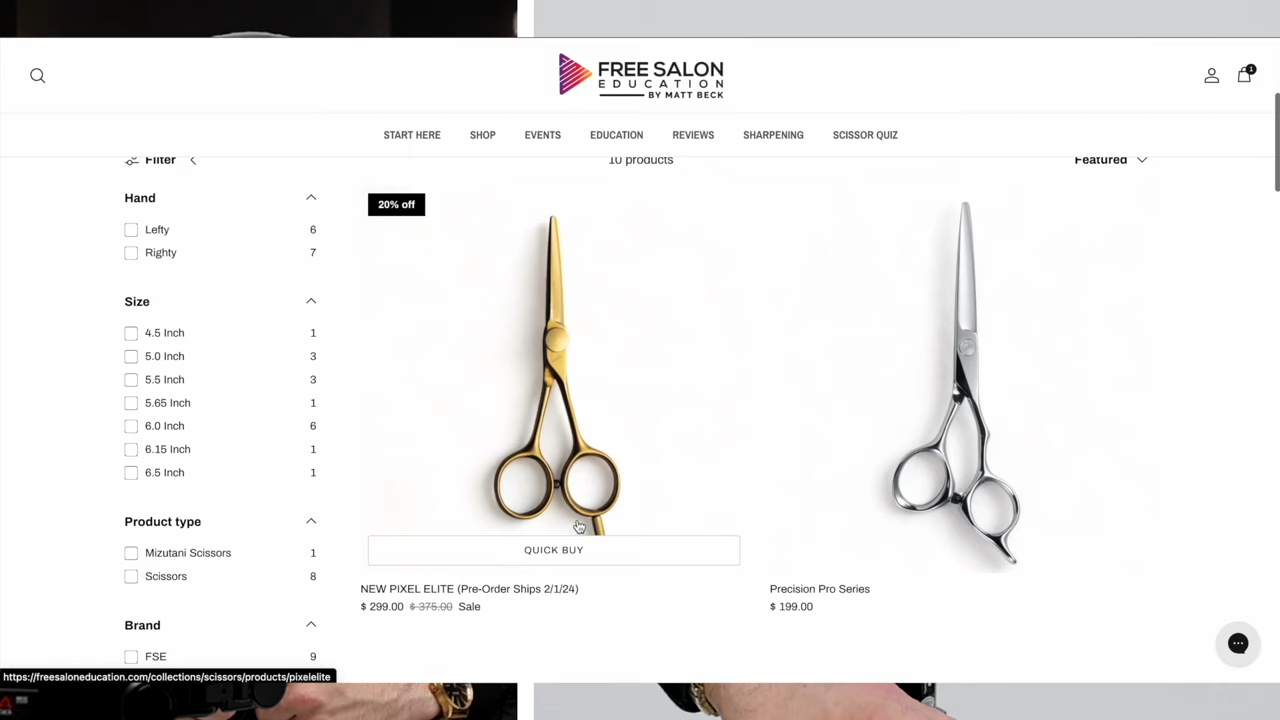 FREE SALON
EDUCATION
BY MATT BECK
1
START HERE
SHOP
EVENTS
EDUCATION
REVIEWS
SHARPENING
SCISSOR QUIZ
Filter
10 products
Featured
Hand
Lefty 6
Righty 7
Size
4.5 Inch 1
5.0 Inch 3
5.5 Inch 3
5.65 Inch 1
6.0 Inch 6
6.15 Inch 1
6.5 Inch 1
Product type
Mizutani Scissors 1
Scissors 8
Brand
FSE 9
20% off
QUICK BUY
NEW PIXEL ELITE (Pre-Order Ships 2/1/24)
$ 299.00 $ 375.00 Sale
Precision Pro Series
$ 199.00
https://freesaloneducation.com/collections/scissors/products/pixelelite